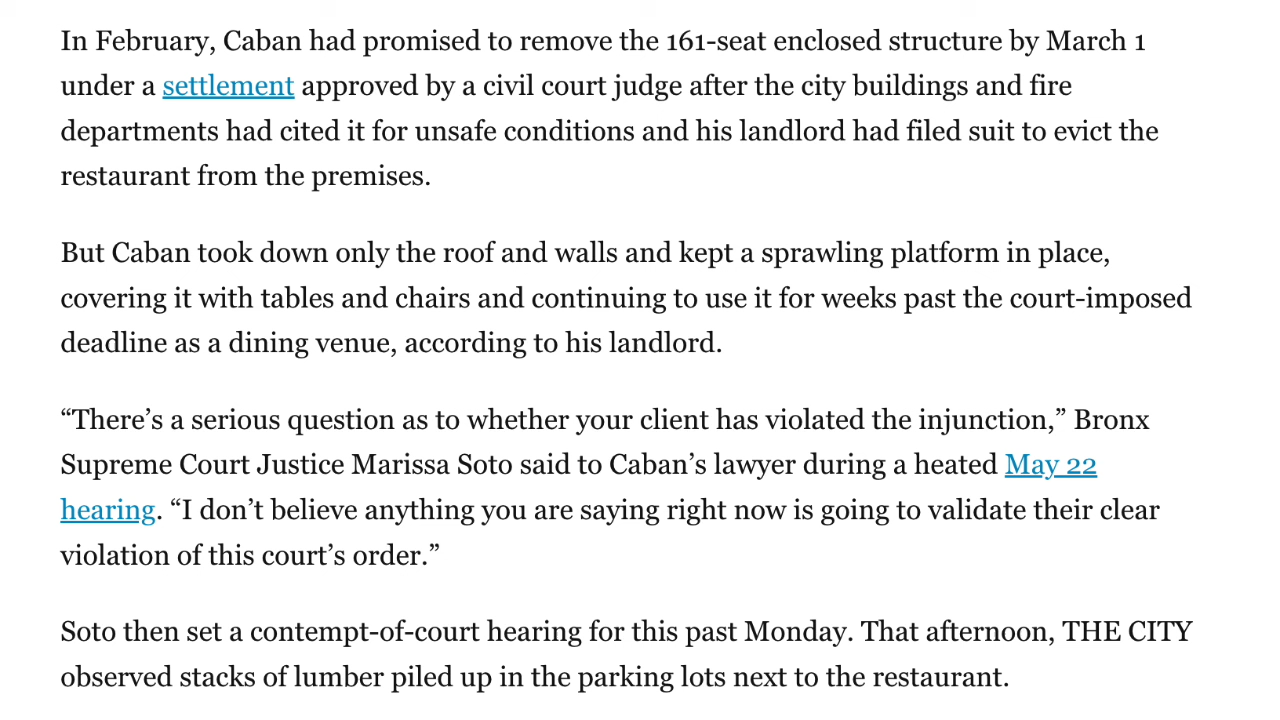 In February, Caban had promised to remove the 161-seat enclosed structure by March 1
under a settlement approved by a civil court judge after the city buildings and fire
departments had cited it for unsafe conditions and his landlord had filed suit to evict the
restaurant from the premises.
But Caban took down only the roof and walls and kept a sprawling platform in place,
covering it with tables and chairs and continuing to use it for weeks past the court-imposed
deadline as a dining venue, according to his landlord.
“There’s a serious question as to whether your client has violated the injunction,” Bronx
Supreme Court Justice Marissa Soto said to Caban’s lawyer during a heated May 22
hearing. “I don’t believe anything you are saying right now is going to validate their clear
violation of this court’s order.”
Soto then set a contempt-of-court hearing for this past Monday. That afternoon, THE CITY
observed stacks of lumber piled up in the parking lots next to the restaurant.